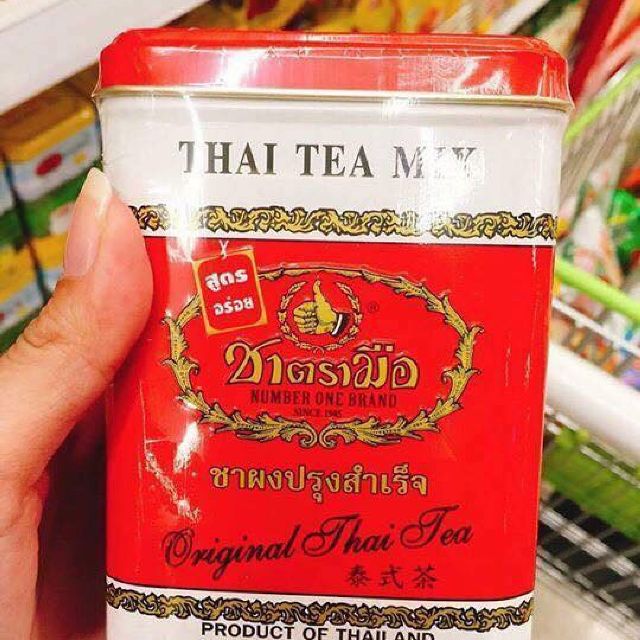 THAI TEA MIX
สูตร
อร่อย
®
ชาตรามือ
NUMBER ONE BRAND
SINCE 1945
ชาผงปรุงสำเร็จ
Original Thai Tea
泰式茶
PRODUCT OF THAILAND